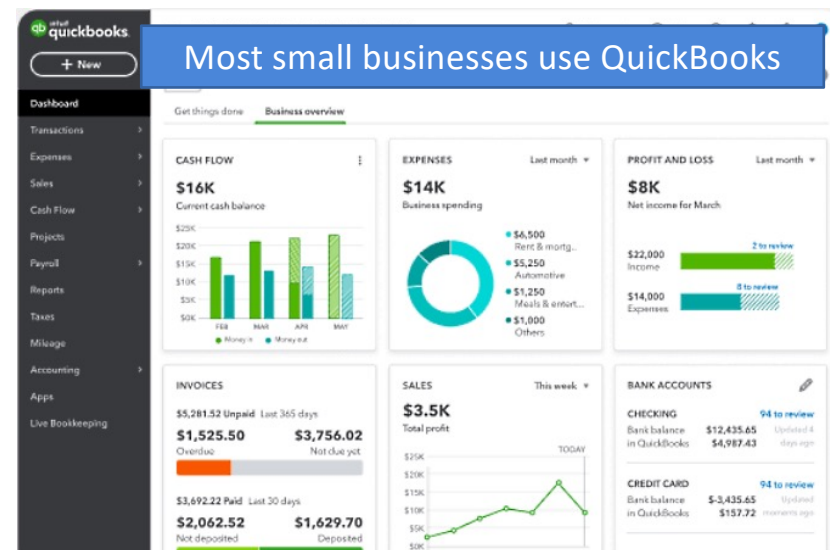 intuit
quickbooks.
Most small businesses use QuickBooks
+ New
Dashboard
Transactions
Expenses
Sales
Cash Flow
Projects
Payroll
Reports
Taxes
Mileage
Accounting
Apps
Live Bookkeeping
Get things done
Business overview
CASH FLOW
$16K
Current cash balance
$25K
$20K
$15K
$10K
$5K
$0K
FEB MAR APR MAY
Money in Money out
EXPENSES Last month
$14K
Business spending
$6,500
Rent & mortg...
$5,250
Automotive
$1,250
Meals & entert...
$1,000
Others
PROFIT AND LOSS Last month
$8K
Net income for March
2 to review
$22,000
Income
8 to review
$14,000
Expenses
INVOICES
$5,281.52 Unpaid Last 365 days
$1,525.50 $3,756.02
Overdue Not due yet
$3,692.22 Paid Last 30 days
$2,062.52 $1,629.70
Not deposited Deposited
SALES This week
$3.5K
Total profit
TODAY
$25K
$20K
$15K
$10K
$5K
$0K
BANK ACCOUNTS
CHECKING 94 to review
Bank balance $12,435.65 Updated 4
in QuickBooks $4,987.43 days ago
CREDIT CARD 94 to review
Bank balance $-3,435.65 Updated
in QuickBooks $157.72 moments ago